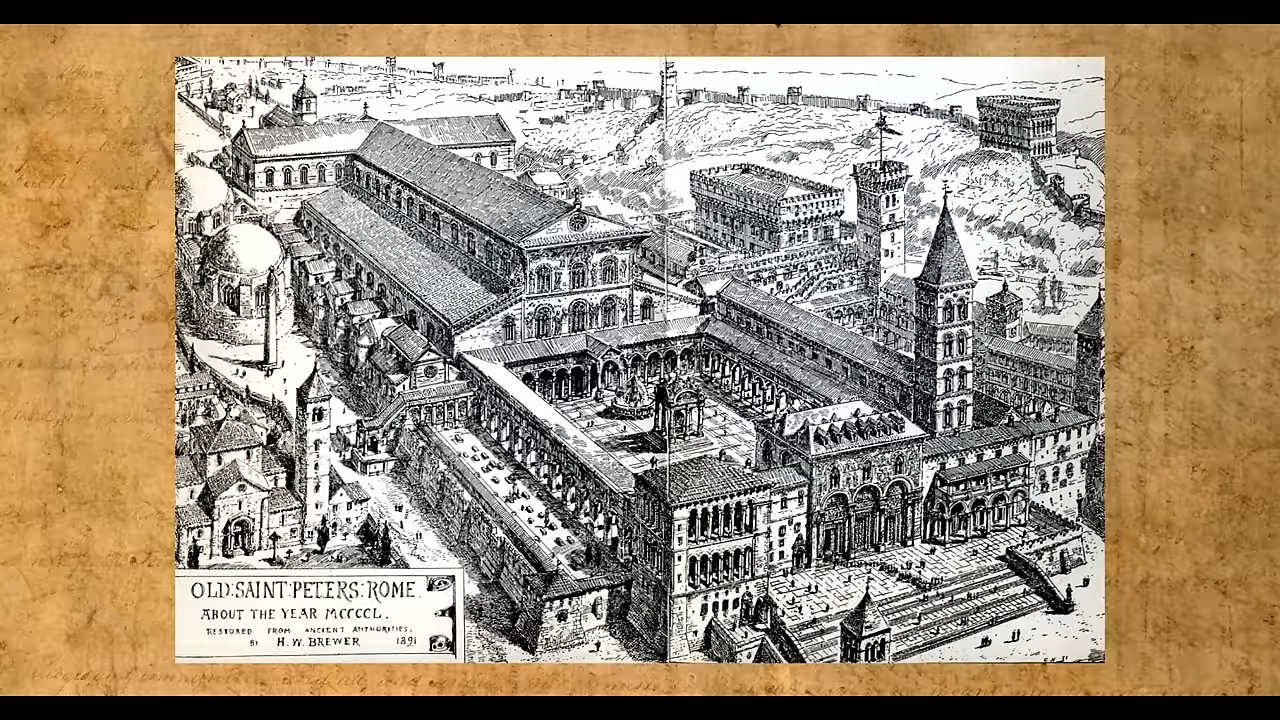 OLD:SAINT:PETERS:ROME.
ABOUT THE YEAR MCCCCL.
RESTORED FROM ANCIENT AUTHORITIES.
BY H. W. BREWER 1891